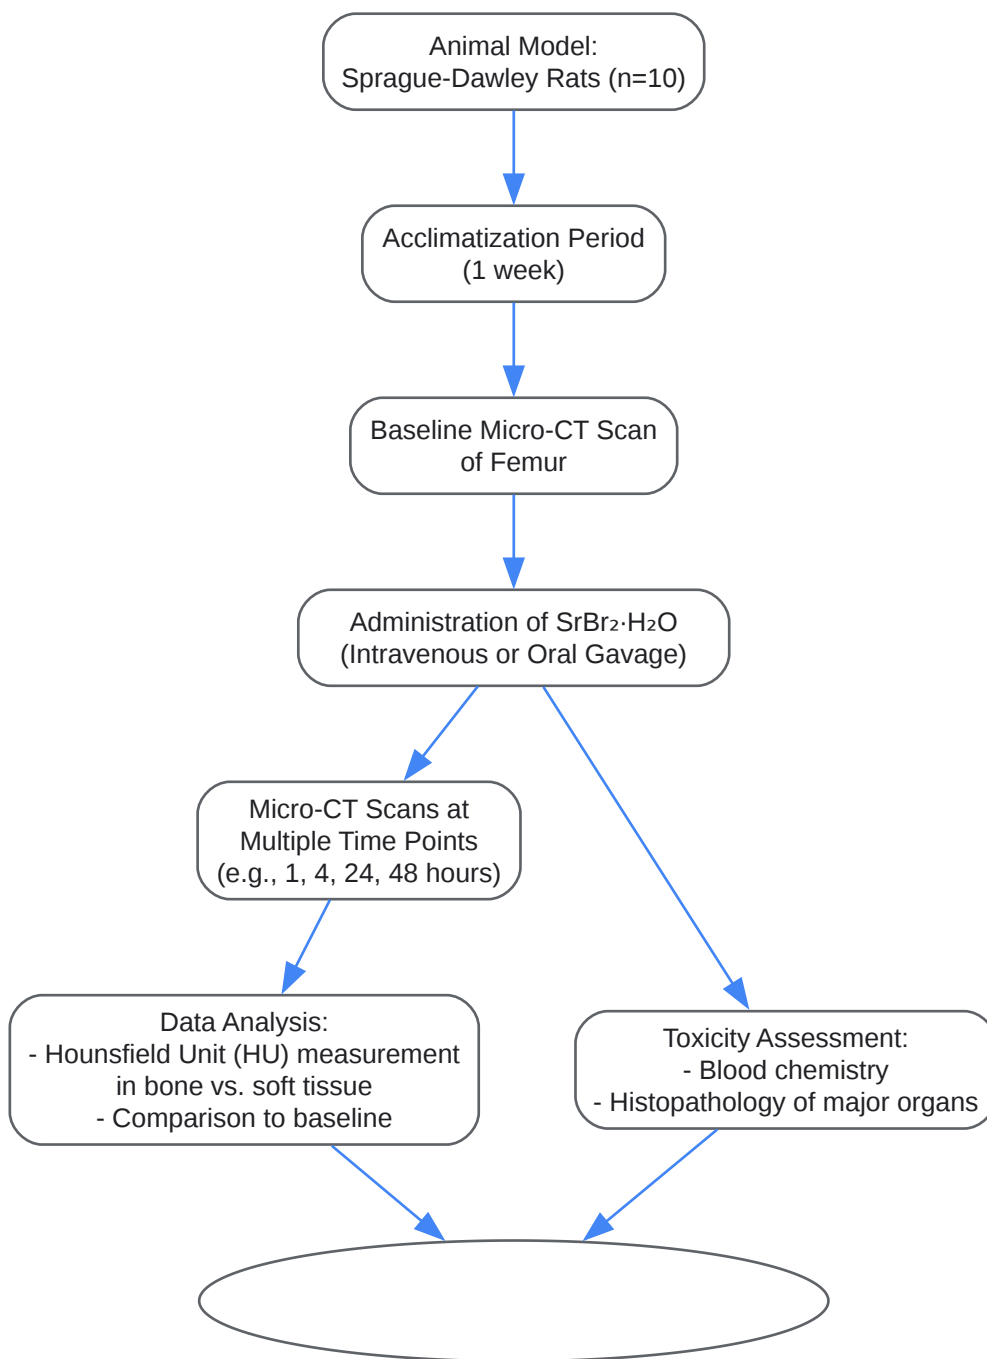 Animal Model:
Sprague-Dawley Rats (n=10)
Acclimatization Period
(1 week)
Baseline Micro-CT Scan
of Femur
Administration of SrBr₂·H₂O
(Intravenous or Oral Gavage)
Micro-CT Scans at
Multiple Time Points
(e.g., 1, 4, 24, 48 hours)
Data Analysis:
- Hounsfield Unit (HU) measurement
in bone vs. soft tissue
- Comparison to baseline
Toxicity Assessment:
- Blood chemistry
- Histopathology of major organs